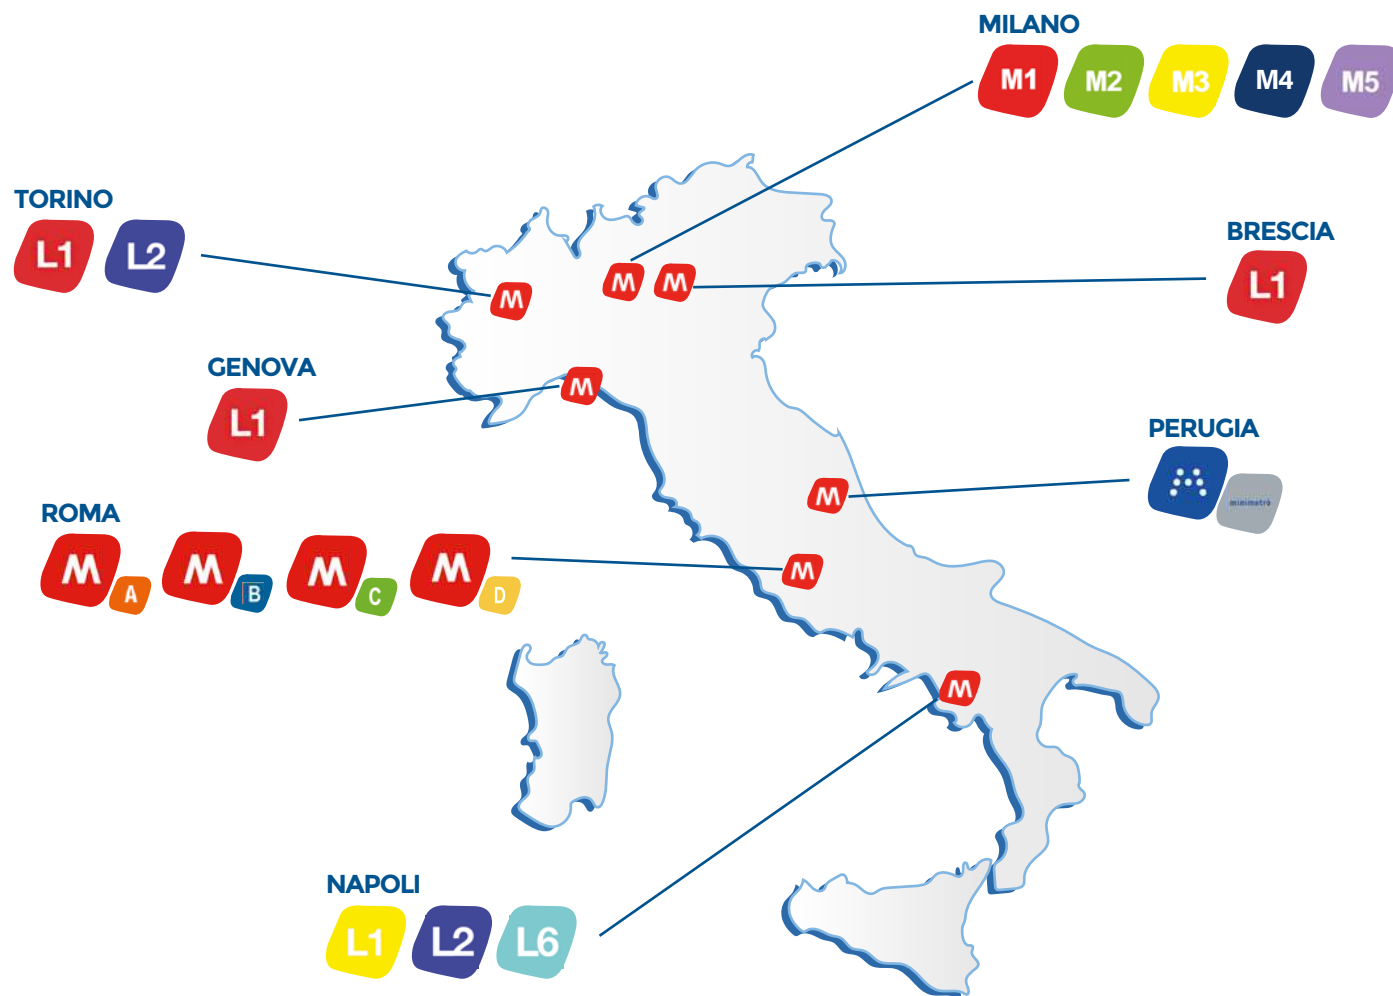 MILANO
M1 M2 M3 M4 M5
TORINO
L1 L2
BRESCIA
L1
GENOVA
L1
PERUGIA
M
minimetrò
ROMA
M A M B M C M D
M
M
M
M
M
M
M
NAPOLI
L1 L2 L6